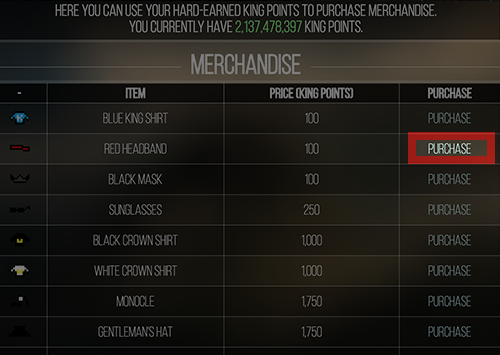 HERE YOU CAN USE YOUR HARD-EARNED KING POINTS TO PURCHASE MERCHANDISE.
YOU CURRENTLY HAVE 2,137,478,397 KING POINTS.
MERCHANDISE
- ITEM PRICE (KING POINTS) PURCHASE
BLUE KING SHIRT 100 PURCHASE
RED HEADBAND 100 PURCHASE
BLACK MASK 100 PURCHASE
SUNGLASSES 250 PURCHASE
BLACK CROWN SHIRT 1,000 PURCHASE
WHITE CROWN SHIRT 1,000 PURCHASE
MONOCLE 1,750 PURCHASE
GENTLEMAN'S HAT 1,750 PURCHASE